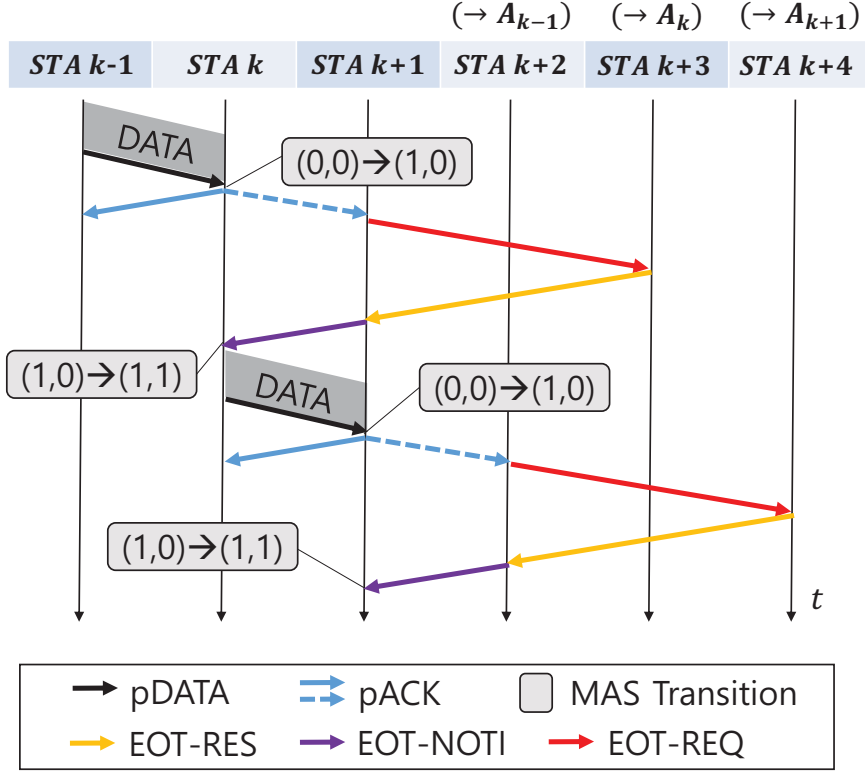 (→ A_{k-1}) (→ A_k) (→ A_{k+1})
STA k-1 STA k STA k+1 STA k+2 STA k+3 STA k+4
DATA
(0,0)→(1,0)
(1,0)→(1,1)
DATA
(0,0)→(1,0)
(1,0)→(1,1)
t
pDATA pACK MAS Transition
EOT-RES EOT-NOTI EOT-REQ